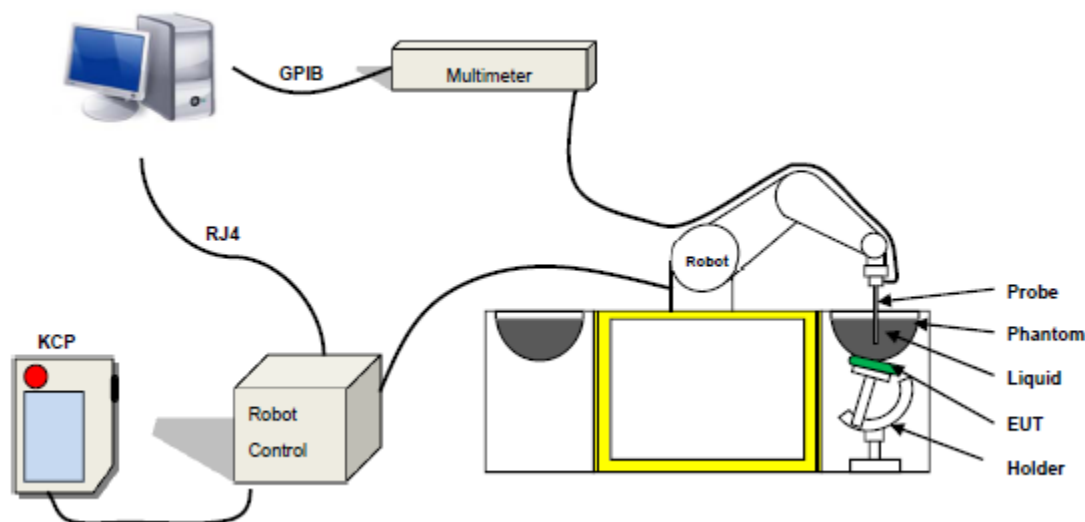 GPIB
Multimeter
RJ4
Robot
Probe
Phantom
KCP
Liquid
Robot
Control
EUT
Holder